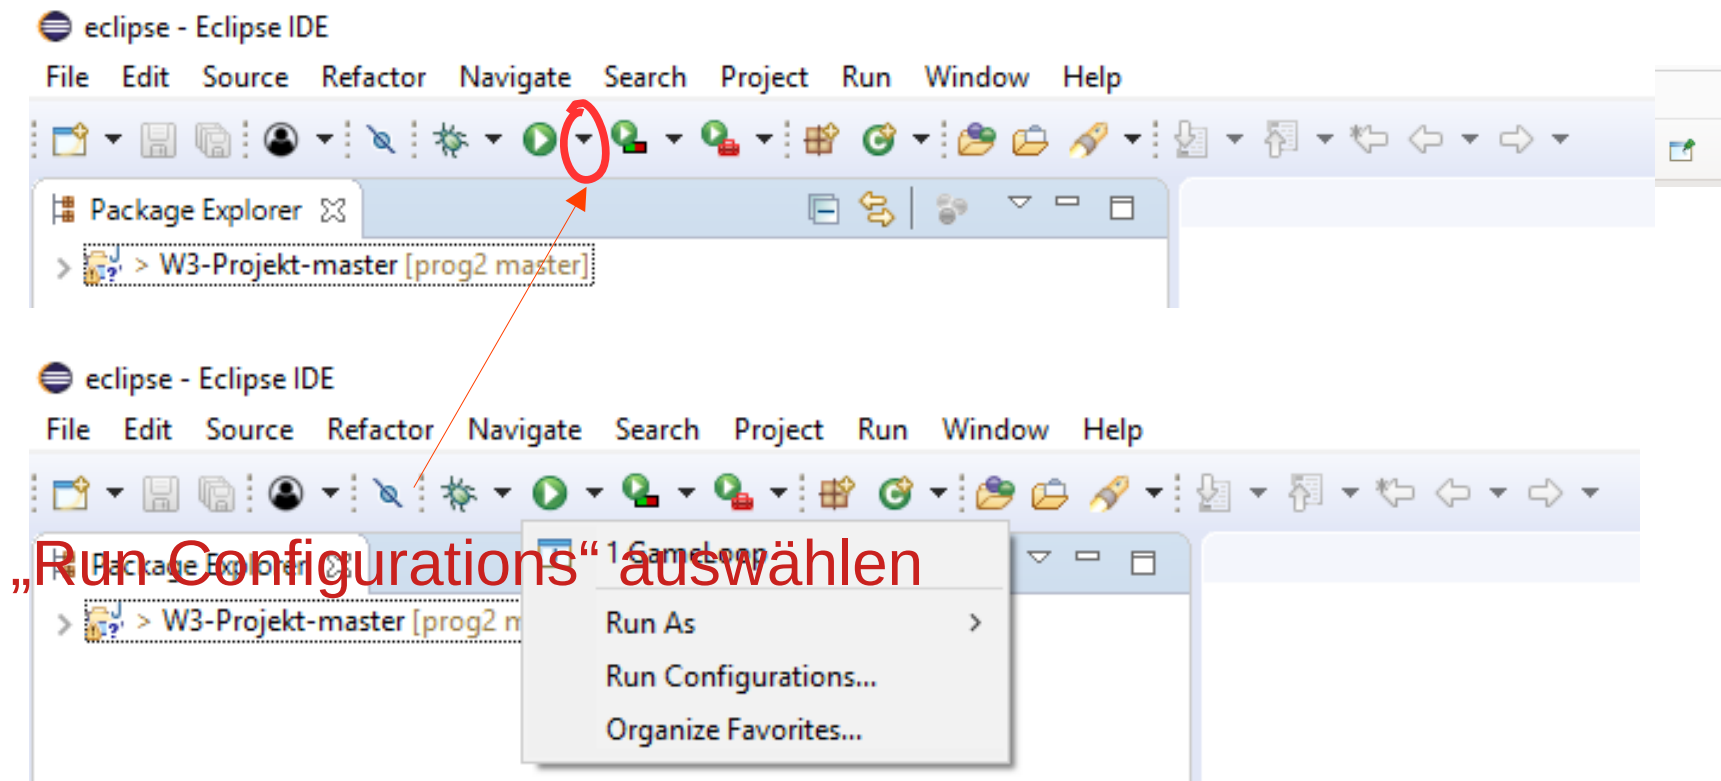 eclipse - Eclipse IDE
File Edit Source Refactor Navigate Search Project Run Window Help
Package Explorer
> W3-Projekt-master [prog2 master]
eclipse - Eclipse IDE
File Edit Source Refactor Navigate Search Project Run Window Help
Package Explorer
1 GameLoop
„Run Configurations“ auswählen
> W3-Projekt-master [prog2 m
Run As
Run Configurations...
Organize Favorites...